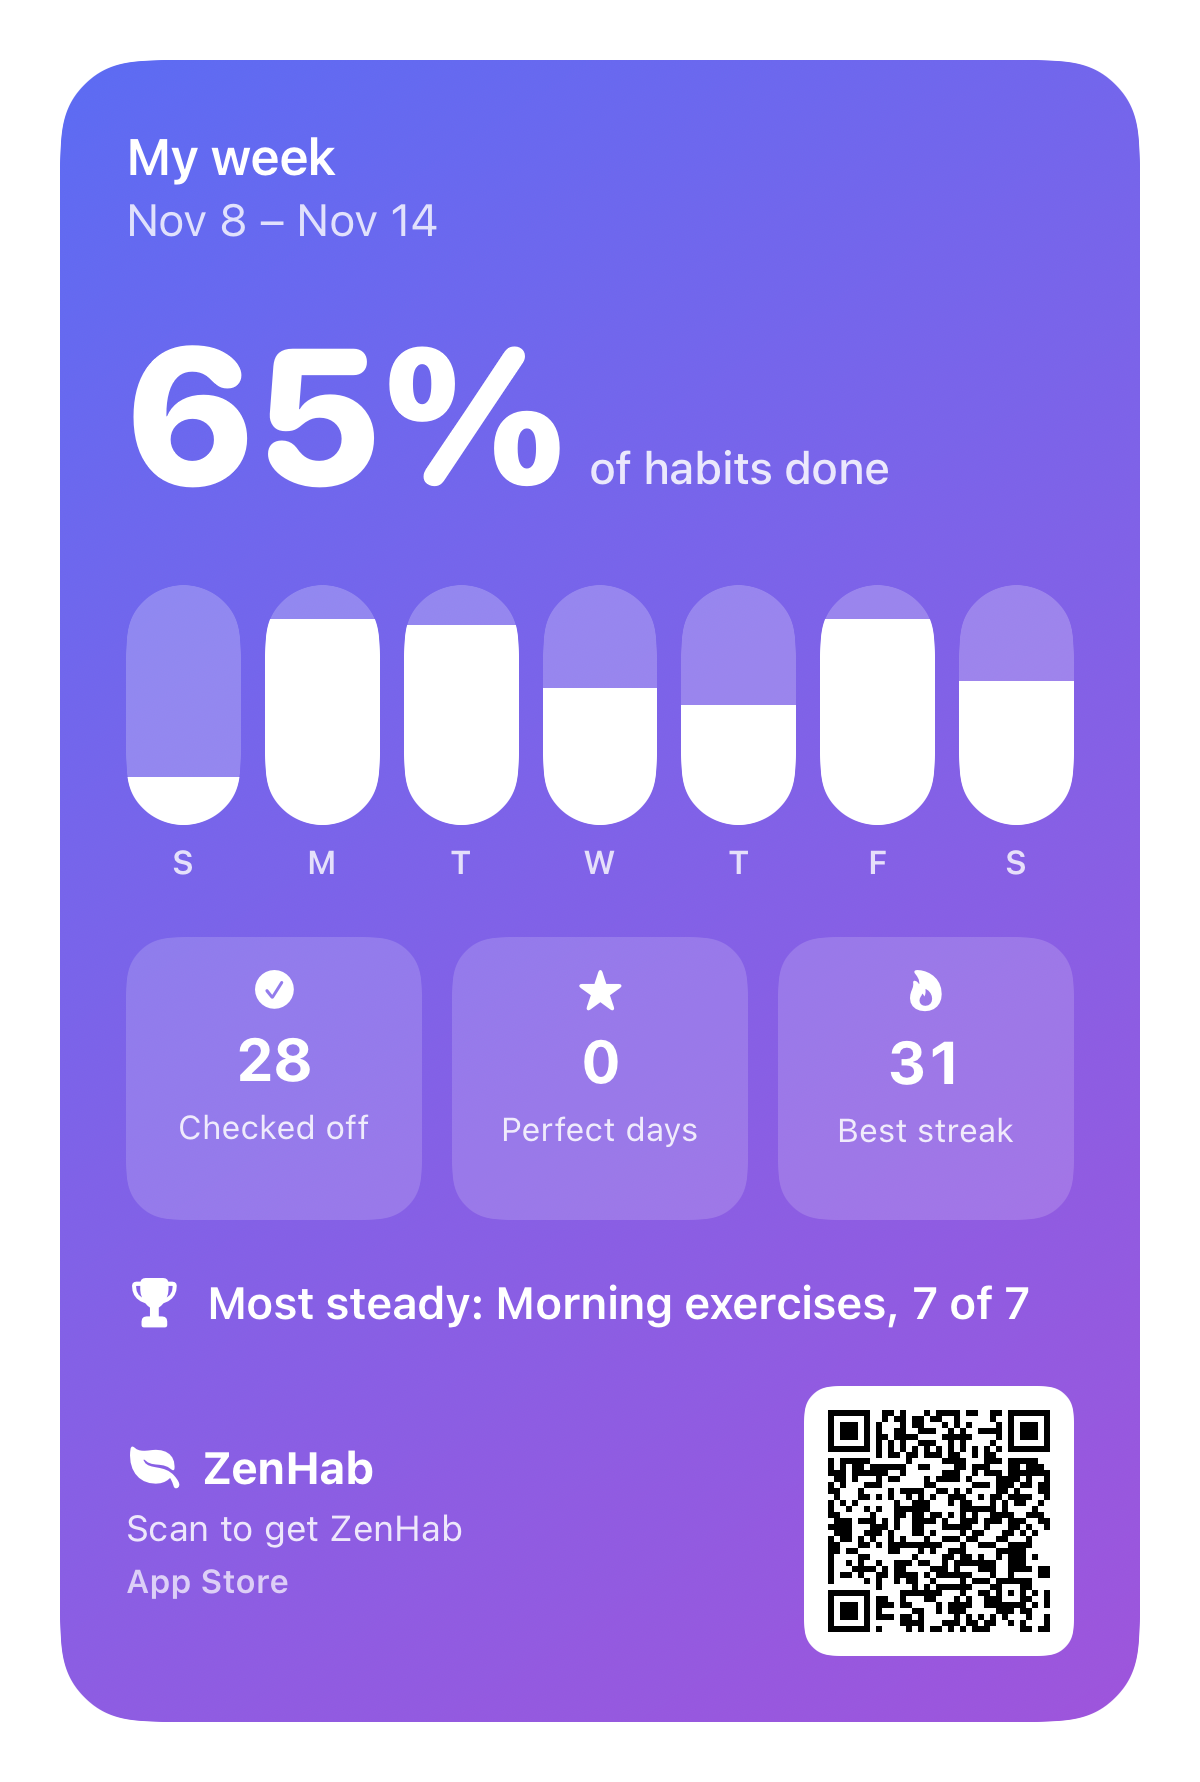 My week
Nov 8 – Nov 14
65% of habits done
S M T W T F S
28 0 31
Checked off Perfect days Best streak
Most steady: Morning exercises, 7 of 7
ZenHab
Scan to get ZenHab
App Store